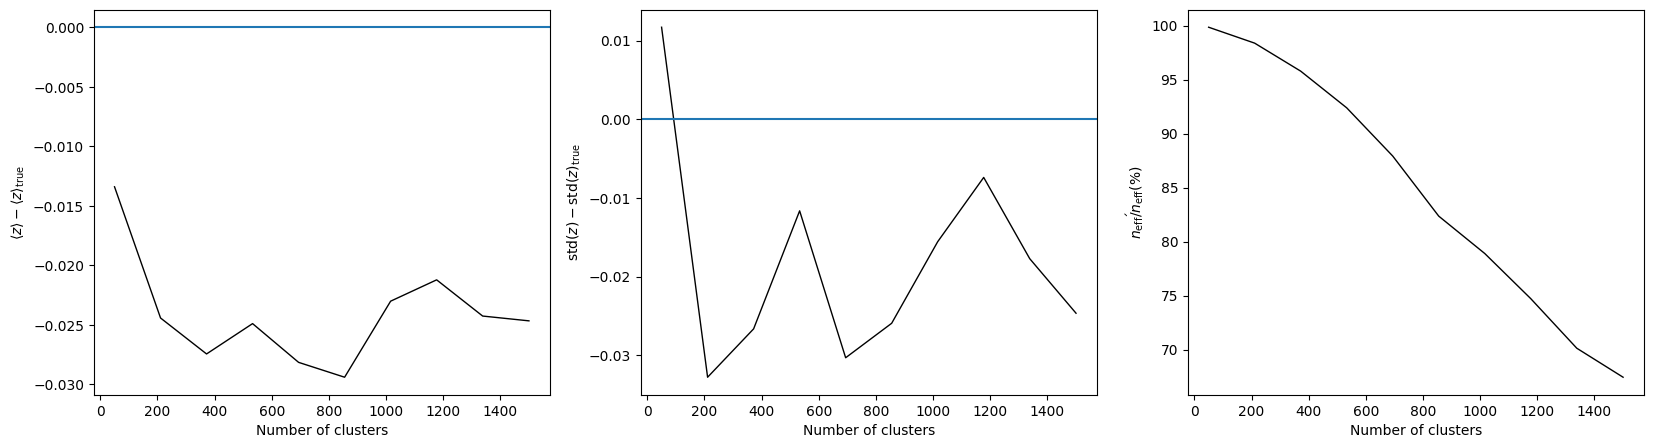 0.000
−0.005
−0.010
−0.015
−0.020
−0.025
−0.030
⟨z⟩ − ⟨z⟩true
0 200 400 600 800 1000 1200 1400
Number of clusters
0.01
0.00
−0.01
−0.02
−0.03
std(z) − std(z)true
0 200 400 600 800 1000 1200 1400
Number of clusters
100
95
90
85
80
75
70
n′eff/neff(%)
0 200 400 600 800 1000 1200 1400
Number of clusters